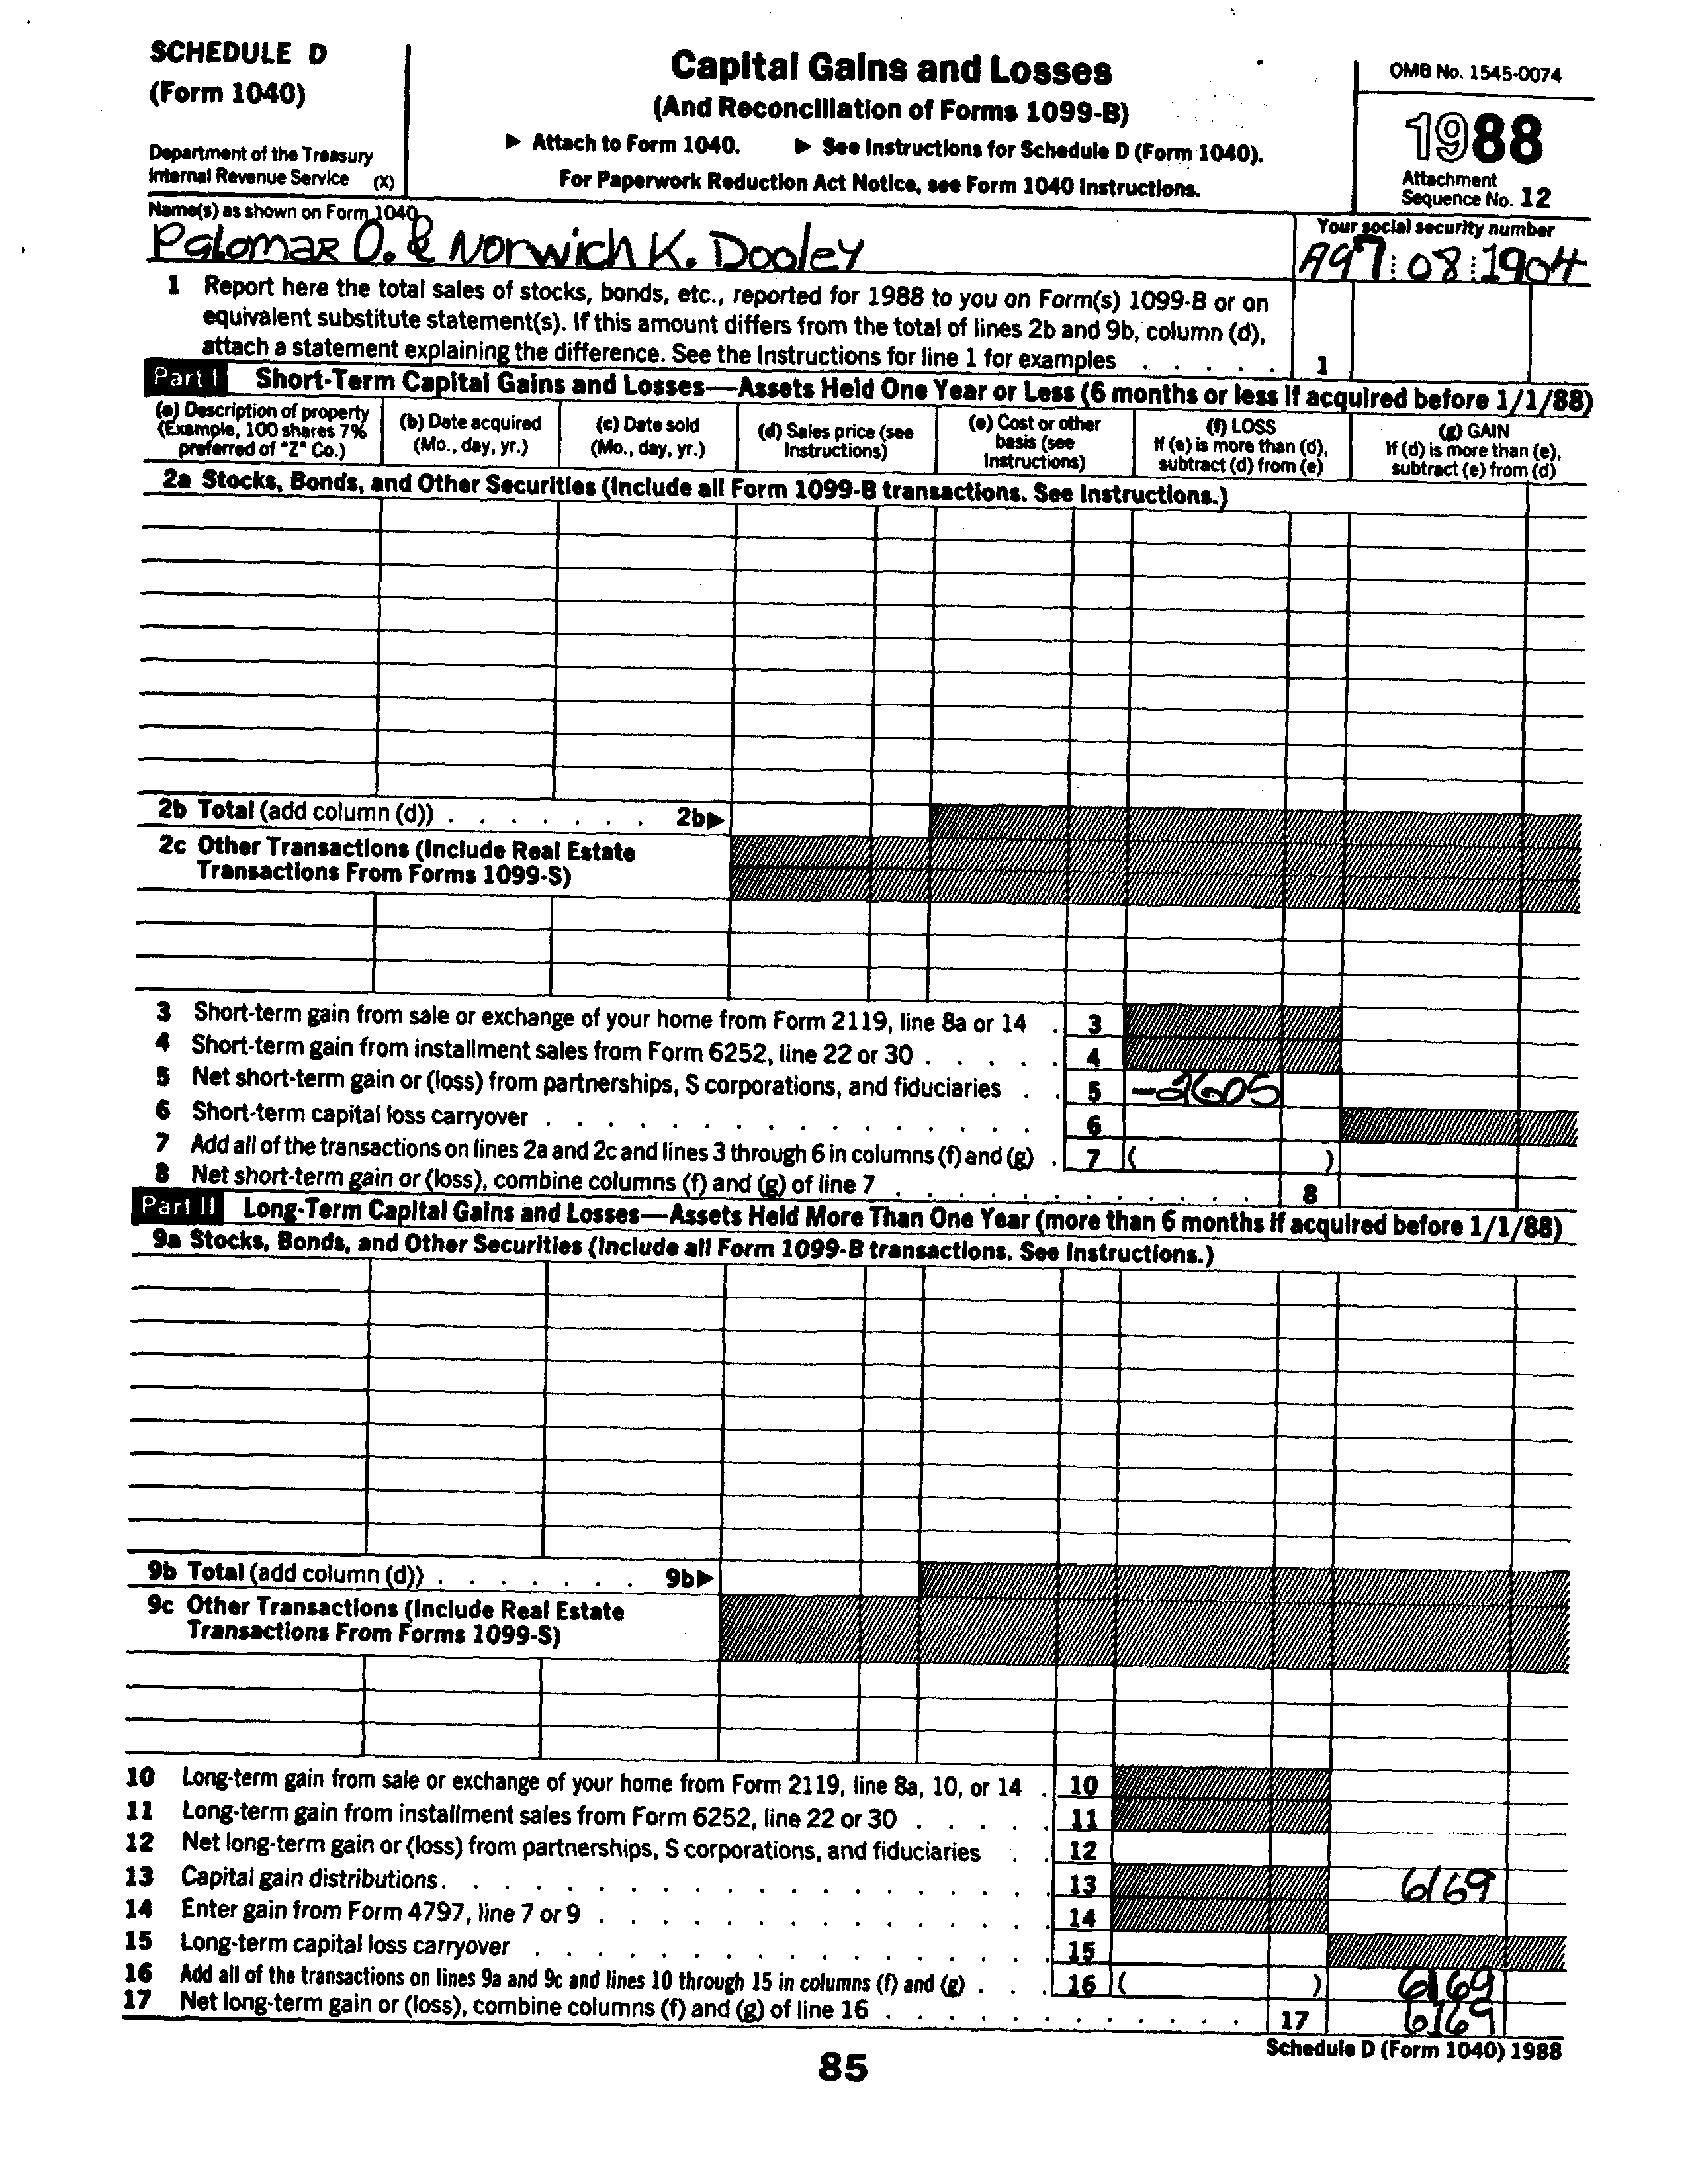 SCHEDULE D
(Form 1040)
Department of the Treasury
Internal Revenue Service (X)
Capital Gains and Losses
(And Reconciliation of Forms 1099-B)
▶ Attach to Form 1040. ▶ See Instructions for Schedule D (Form 1040).
For Paperwork Reduction Act Notice, see Form 1040 Instructions.
OMB No. 1545-0074
1988
Attachment
Sequence No. 12
Name(s) as shown on Form 1040
Palomar O. & Norwich K. Dooley
Your social security number
A97:08:1904
1 Report here the total sales of stocks, bonds, etc., reported for 1988 to you on Form(s) 1099-B or on
equivalent substitute statement(s). If this amount differs from the total of lines 2b and 9b, column (d),
attach a statement explaining the difference. See the Instructions for line 1 for examples . . . . . 1
Part I Short-Term Capital Gains and Losses—Assets Held One Year or Less (6 months or less if acquired before 1/1/88)
(a) Description of property
(Example, 100 shares 7%
preferred of "Z" Co.)
(b) Date acquired
(Mo., day, yr.)
(c) Date sold
(Mo., day, yr.)
(d) Sales price (see
Instructions)
(e) Cost or other
basis (see
Instructions)
(f) LOSS
If (e) is more than (d),
subtract (d) from (e)
(g) GAIN
If (d) is more than (e),
subtract (e) from (d)
2a Stocks, Bonds, and Other Securities (Include all Form 1099-B transactions. See Instructions.)
2b Total (add column (d)) . . . . . . . 2b▶
2c Other Transactions (Include Real Estate
Transactions From Forms 1099-S)
3 Short-term gain from sale or exchange of your home from Form 2119, line 8a or 14 . 3
4 Short-term gain from installment sales from Form 6252, line 22 or 30 . . . . . 4
5 Net short-term gain or (loss) from partnerships, S corporations, and fiduciaries . . 5 -2605
6 Short-term capital loss carryover . . . . . . . . . . . . . . . 6
7 Add all of the transactions on lines 2a and 2c and lines 3 through 6 in columns (f) and (g) . 7 ( )
8 Net short-term gain or (loss), combine columns (f) and (g) of line 7 . . . . . . . . . . . 8
Part II Long-Term Capital Gains and Losses—Assets Held More Than One Year (more than 6 months if acquired before 1/1/88)
9a Stocks, Bonds, and Other Securities (Include all Form 1099-B transactions. See Instructions.)
9b Total (add column (d)) . . . . . . . 9b▶
9c Other Transactions (Include Real Estate
Transactions From Forms 1099-S)
10 Long-term gain from sale or exchange of your home from Form 2119, line 8a, 10, or 14 . 10
11 Long-term gain from installment sales from Form 6252, line 22 or 30 . . . . . 11
12 Net long-term gain or (loss) from partnerships, S corporations, and fiduciaries . . 12
13 Capital gain distributions. . . . . . . . . . . . . . . . . . 13 6169
14 Enter gain from Form 4797, line 7 or 9 . . . . . . . . . . . . . 14
15 Long-term capital loss carryover . . . . . . . . . . . . . . . 15
16 Add all of the transactions on lines 9a and 9c and lines 10 through 15 in columns (f) and (g) . . . 16 ( ) 6169
17 Net long-term gain or (loss), combine columns (f) and (g) of line 16 . . . . . . . . . . . 17 6169
Schedule D (Form 1040) 1988
85